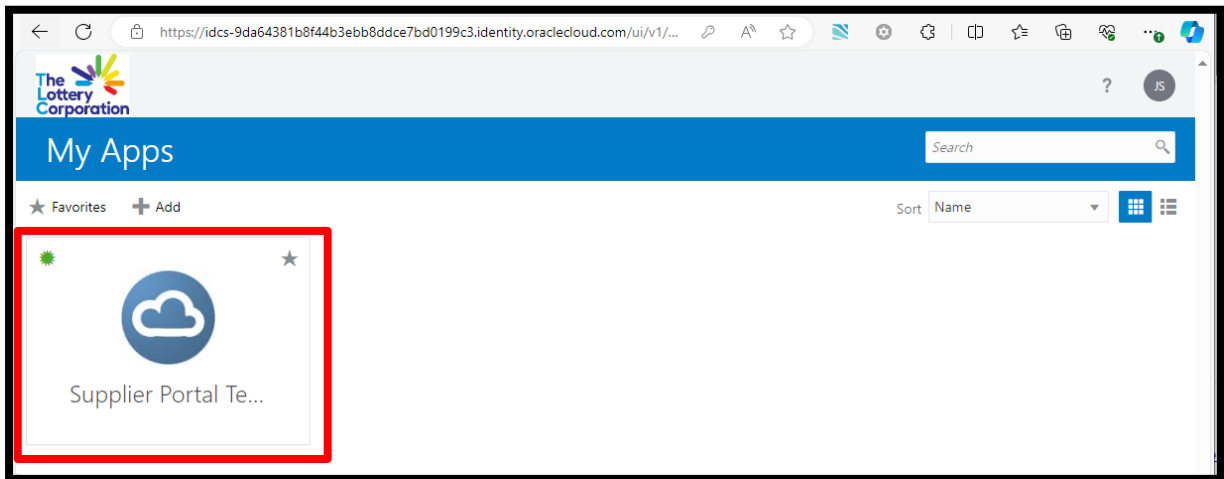 https://idcs-9da64381b8f44b3ebb8ddce7bd0199c3.identity.oraclecloud.com/ui/v1/...
The
Lottery
Corporation
? JS
My Apps
Search
Favorites Add
Sort Name
Supplier Portal Te...